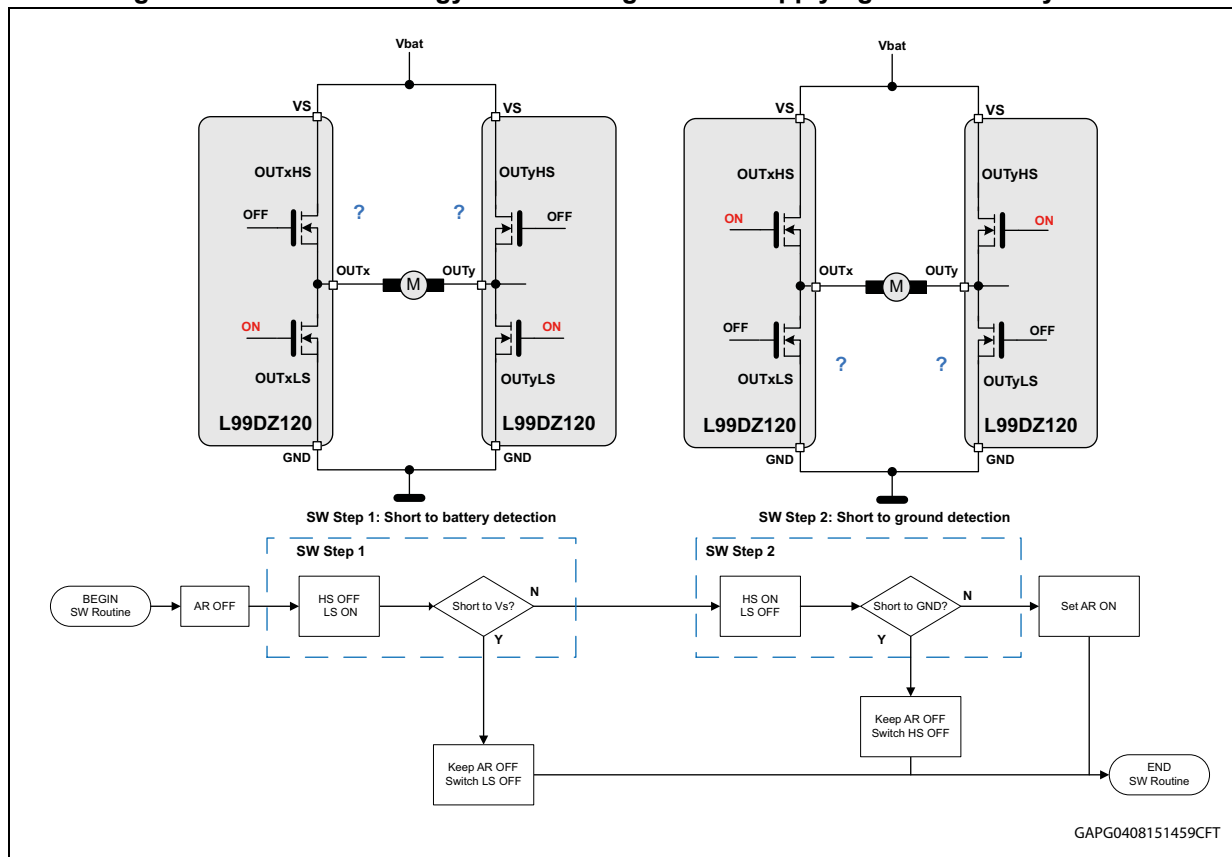 Vbat
Vbat
VS
VS
VS
VS
OUTxHS
OUTyHS
OUTxHS
OUTyHS
OFF
?
?
OFF
ON
ON
OUTx
OUTy
OUTx
OUTy
M
M
ON
ON
OFF
OFF
OUTxLS
OUTyLS
OUTxLS
?
?
OUTyLS
L99DZ120
L99DZ120
L99DZ120
L99DZ120
GND
GND
GND
GND
SW Step 1: Short to battery detection
SW Step 2: Short to ground detection
SW Step 1
SW Step 2
BEGIN
SW Routine
AR OFF
HS OFF
LS ON
Short to Vs?
N
Y
HS ON
LS OFF
Short to GND?
N
Y
Set AR ON
Keep AR OFF
Switch HS OFF
Keep AR OFF
Switch LS OFF
END
SW Routine
GAPG0408151459CFT